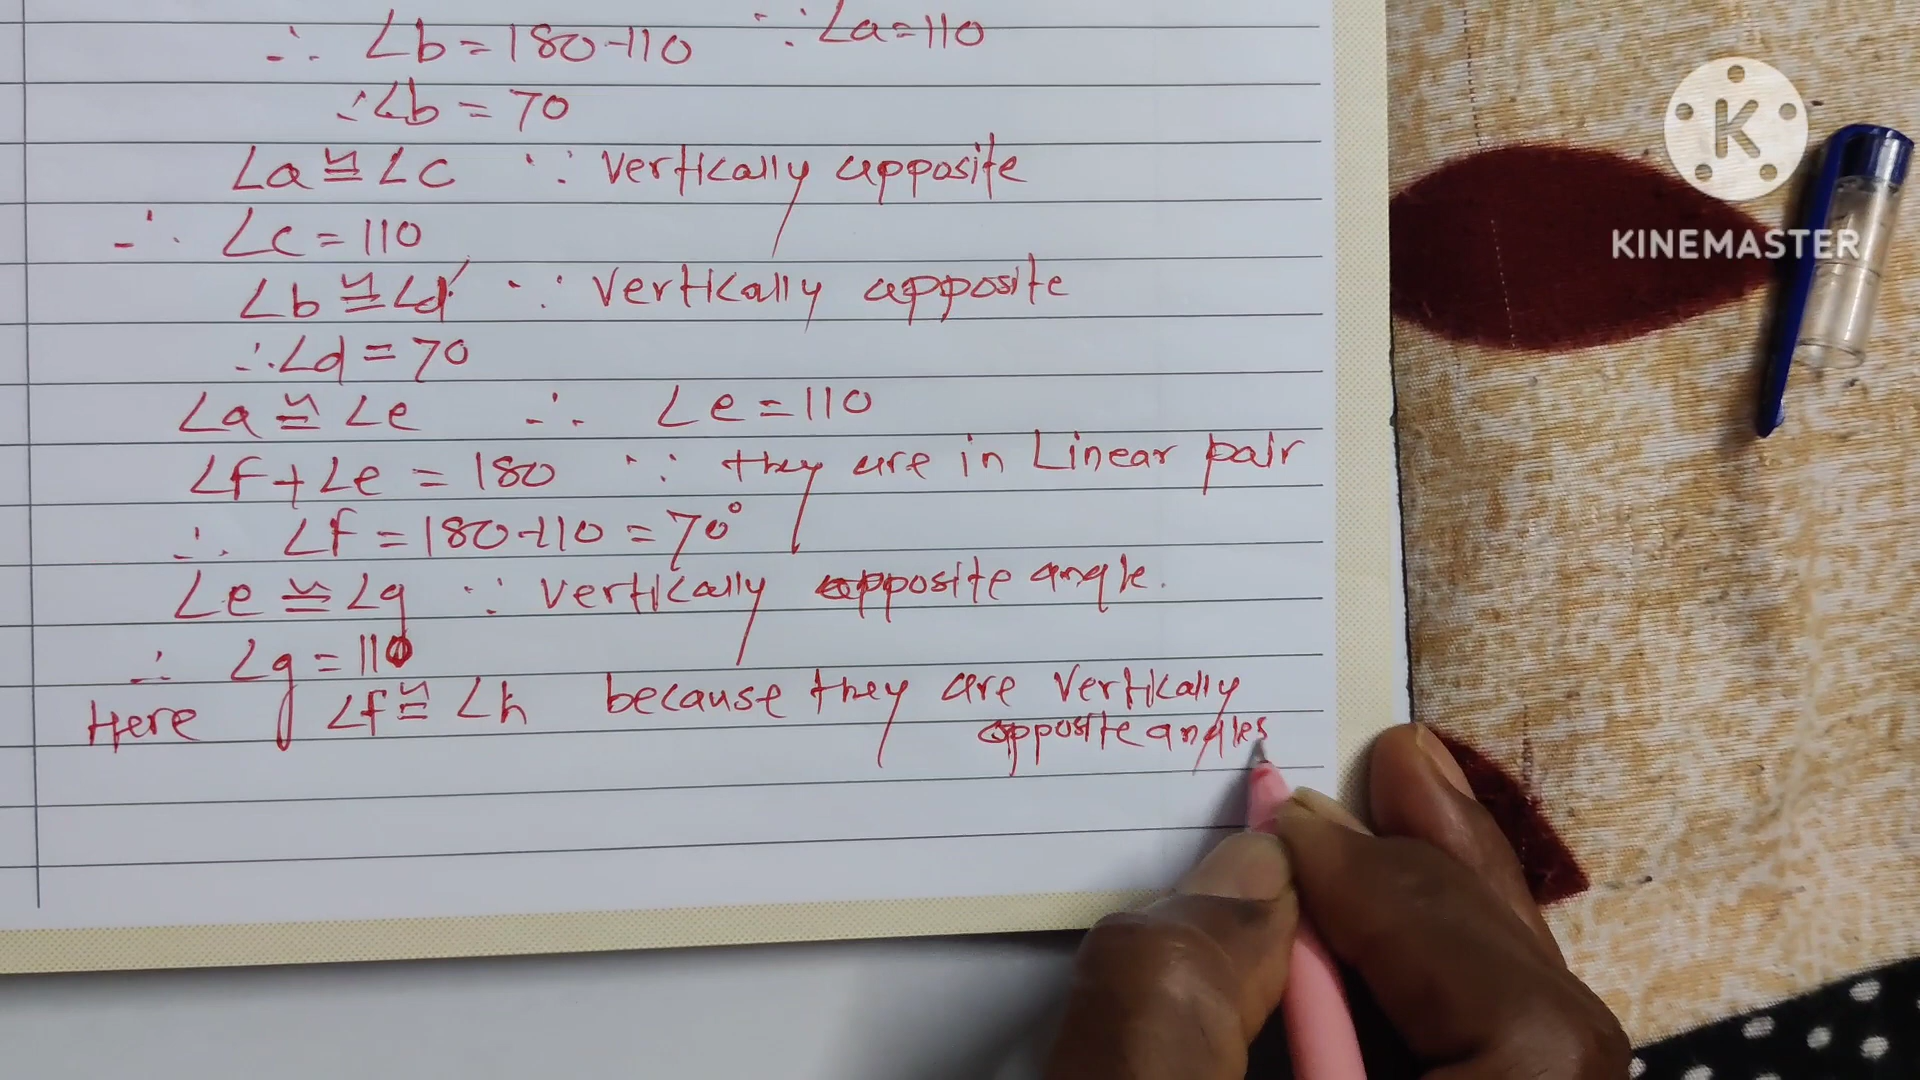 ∴ ∠b = 180-110 ∵ ∠a = 110
∴ ∠b = 70
∠a ≅ ∠c ∵ vertically opposite
∴ ∠c = 110
∠b ≅ ∠d ∵ vertically opposite
∴ ∠d = 70
∠a ≅ ∠e ∴ ∠e = 110
∠f + ∠e = 180 ∵ they are in Linear pair
∴ ∠f = 180-110 = 70°
∠e ≅ ∠g ∵ vertically opposite angle.
∴ ∠g = 110
Here ∠f ≅ ∠h because they are vertically
opposite angles
K
KINEMASTER